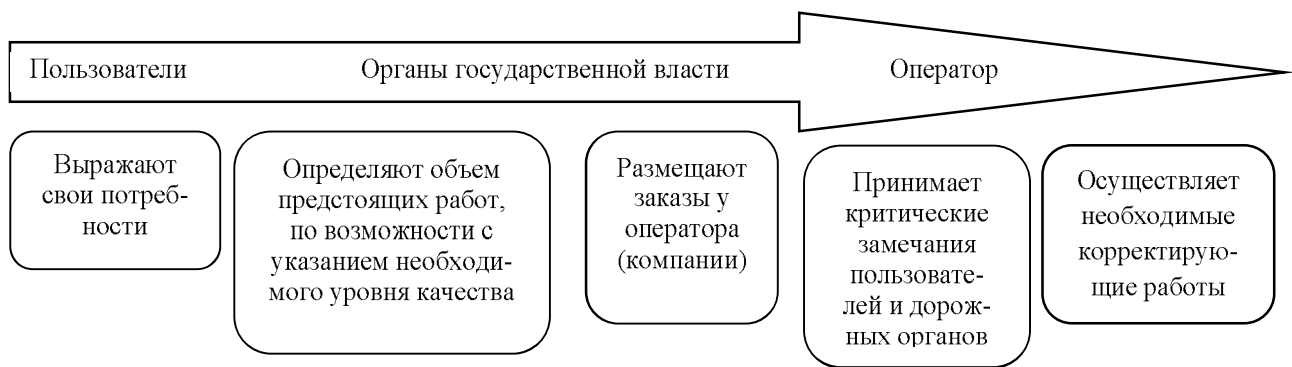 Пользователи
Органы государственной власти
Оператор
Выражают
свои потреб-
ности
Определяют объем
предстоящих работ,
по возможности с
указанием необходи-
мого уровня качества
Размещают
заказы у
оператора
(компании)
Принимает
критические
замечания
пользовате-
лей и дорож-
ных органов
Осуществляет
необходимые
корректирую-
щие работы